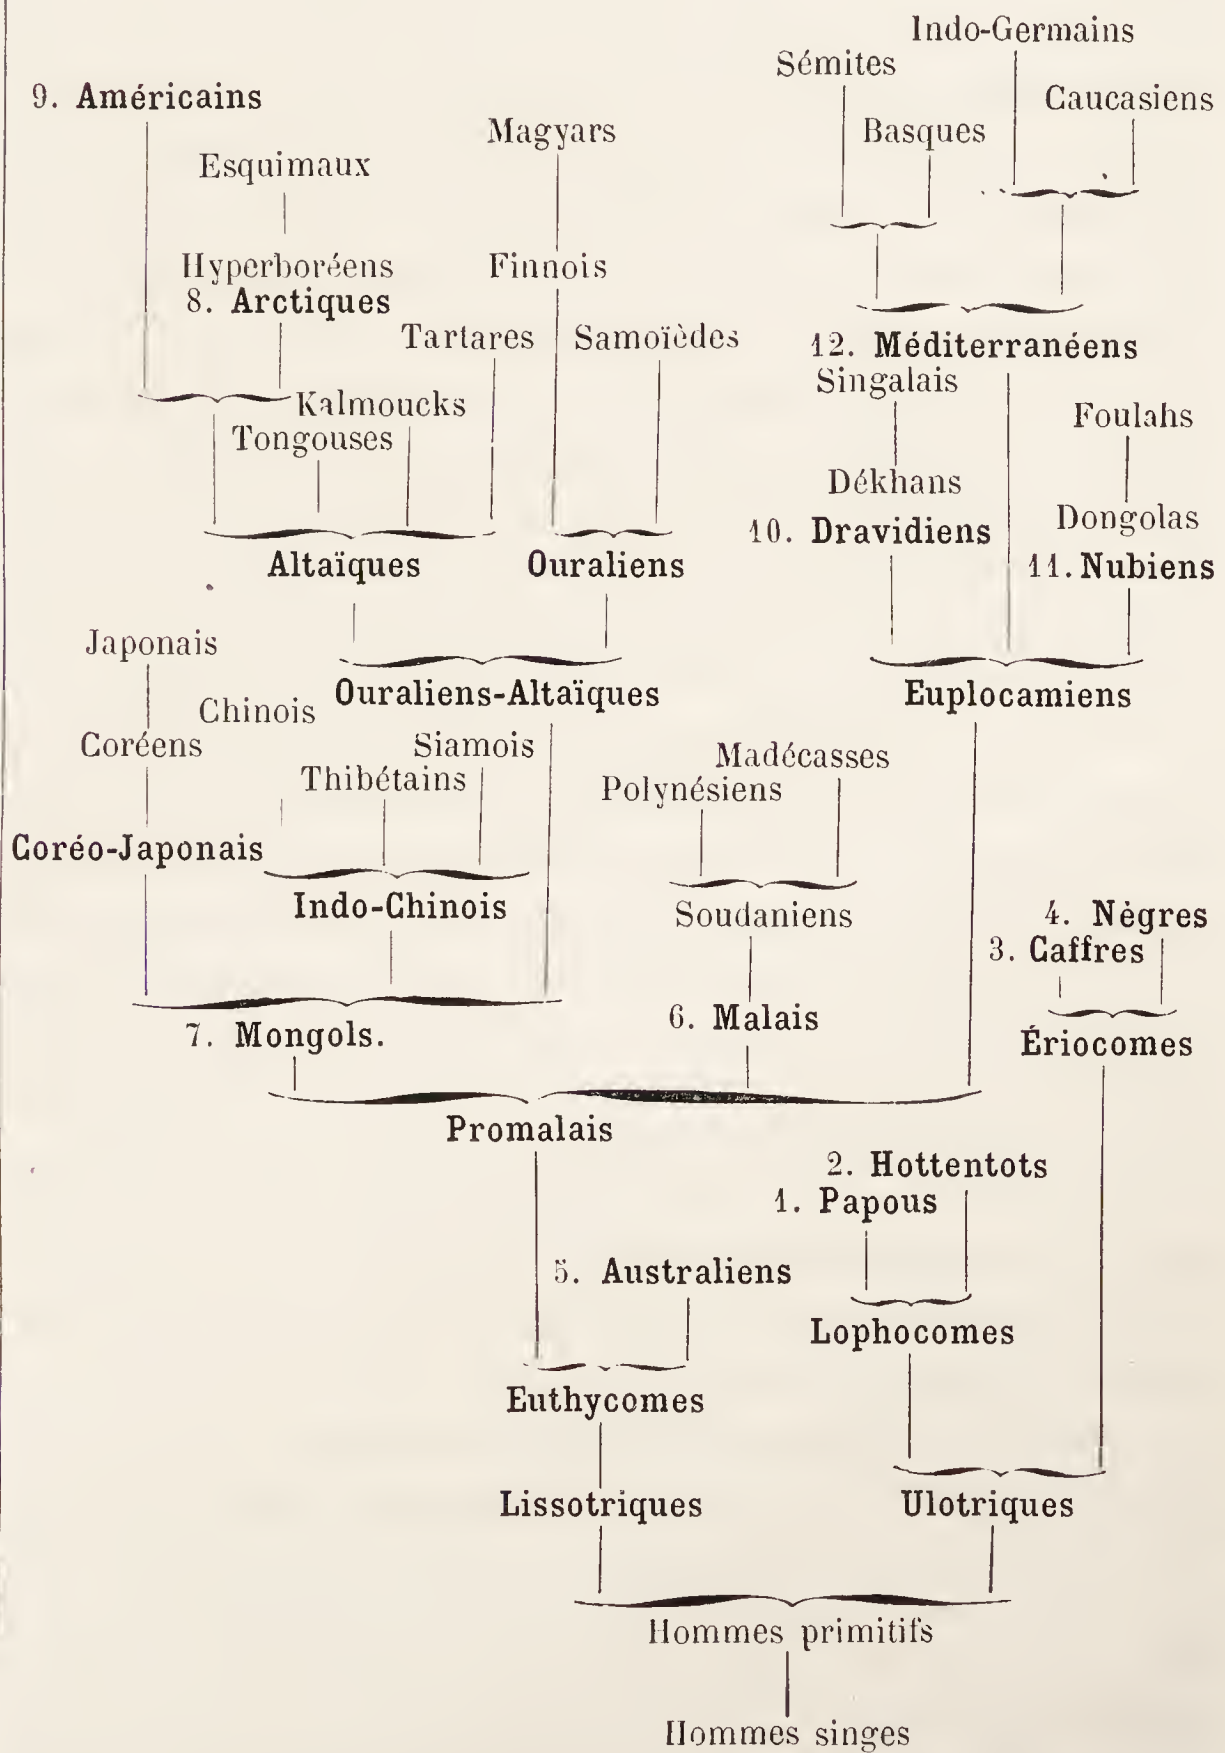 Indo-Germains
Sémites
9. Américains
Caucasiens
Magyars
Basques
Esquimaux
Hyperboréens
Finnois
8. Arctiques
Tartares
Samoïèdes
12. Méditerranéens
Singalais
Kalmoucks
Foulahs
Tongouses
Dékhans
Dongolas
10. Dravidiens
Altaïques
Ouraliens
11. Nubiens
Japonais
Ouraliens-Altaïques
Euplocamiens
Chinois
Coréens
Siamois
Madécasses
Thibétains
Polynésiens
Coréo-Japonais
Indo-Chinois
Soudaniens
4. Nègres
3. Caffres
6. Malais
7. Mongols.
Ériocomes
Promalais
2. Hottentots
1. Papous
5. Australiens
Lophocomes
Euthycomes
Lissotriques
Ulotriques
Hommes primitifs
Hommes singes